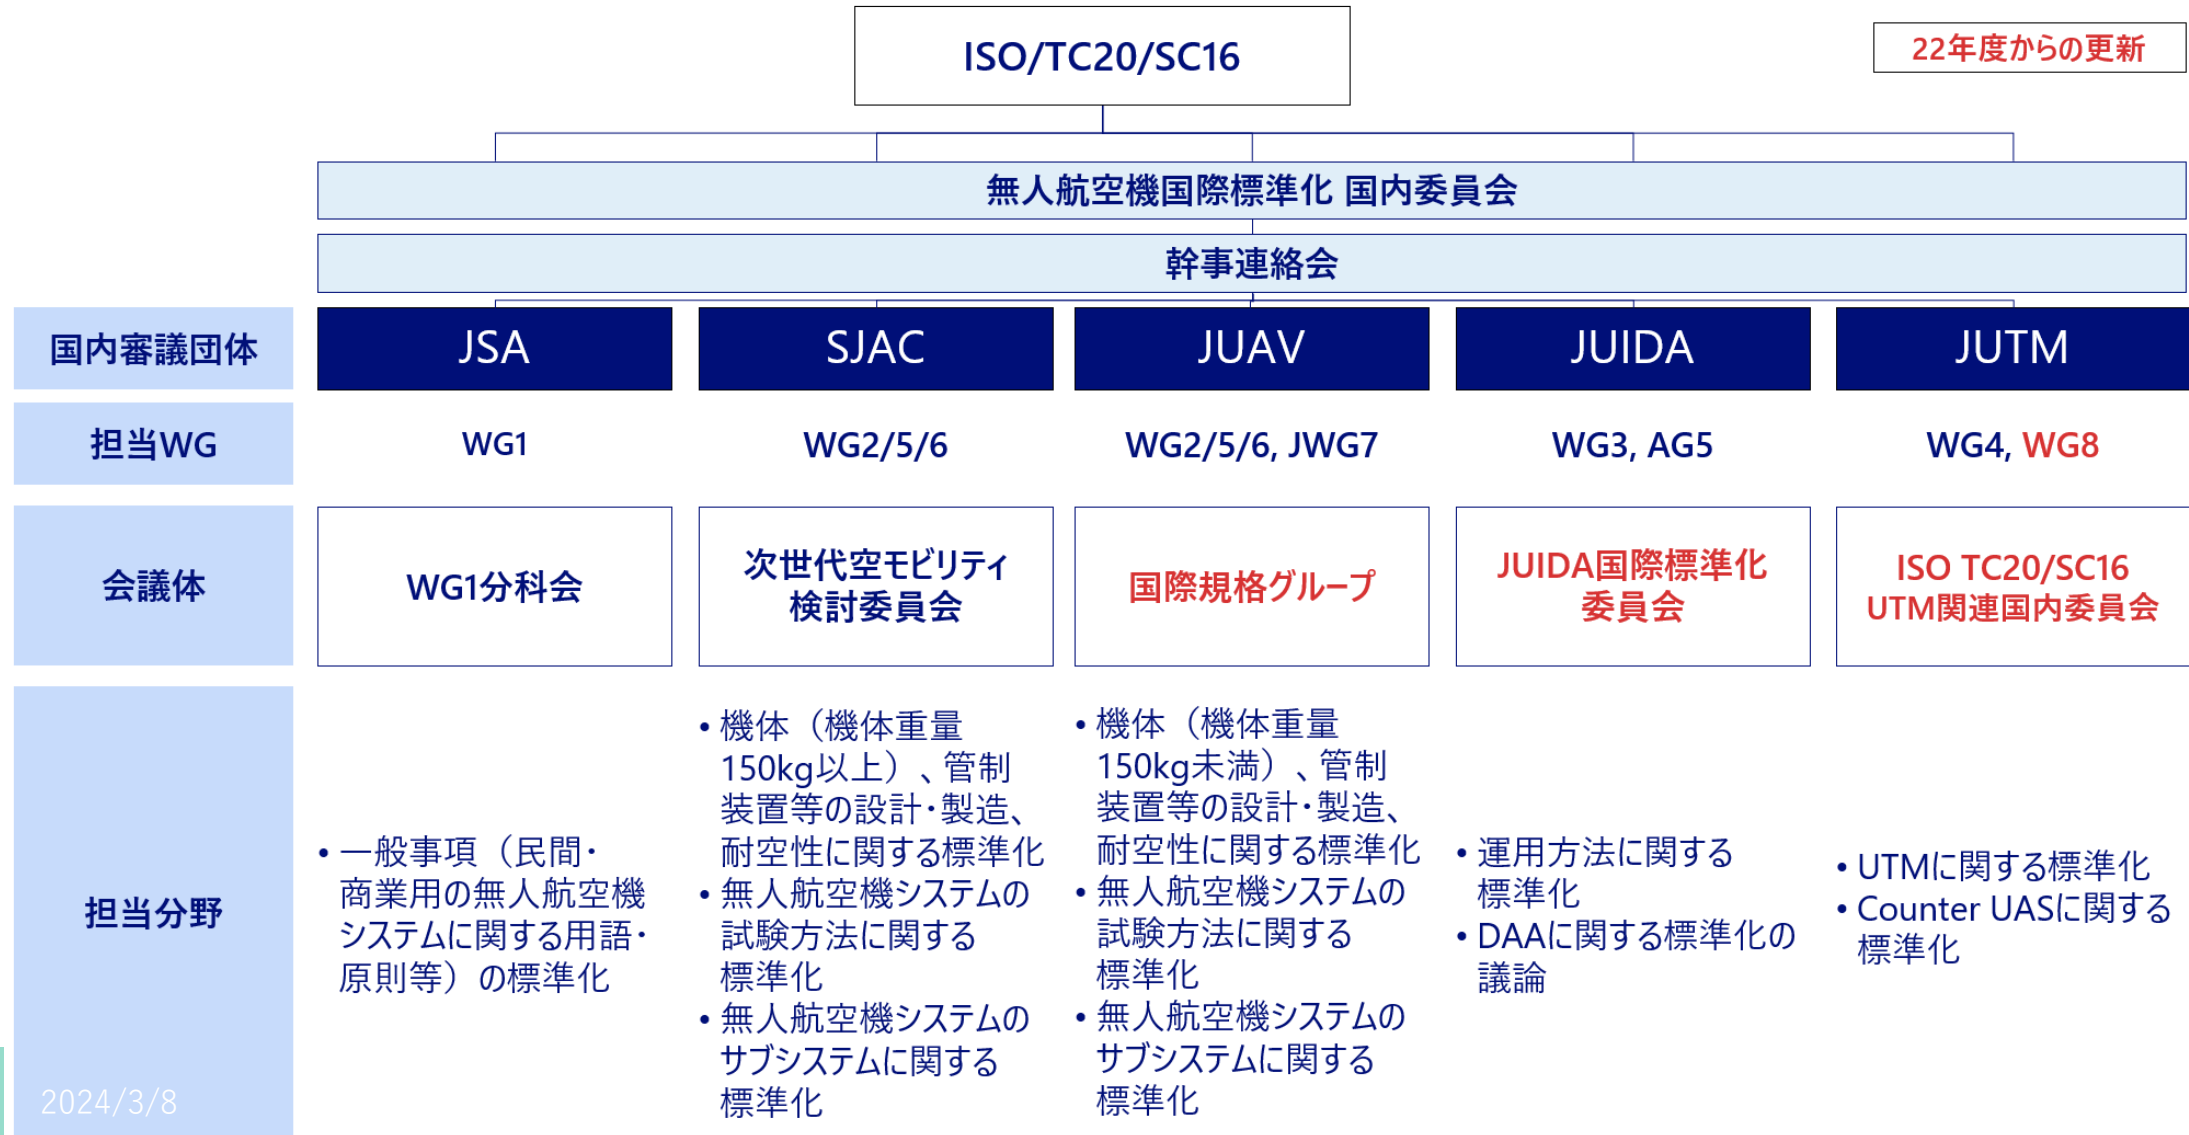 ISO/TC20/SC16
22年度からの更新
無人航空機国際標準化 国内委員会
幹事連絡会
国内審議団体
JSA
SJAC
JUAV
JUIDA
JUTM
担当WG
WG1
WG2/5/6
WG2/5/6, JWG7
WG3, AG5
WG4, WG8
会議体
WG1分科会
次世代空モビリティ
検討委員会
国際規格グループ
JUIDA国際標準化
委員会
ISO TC20/SC16
UTM関連国内委員会
担当分野
• 一般事項（民間・
商業用の無人航空機
システムに関する用語・
原則等）の標準化
• 機体（機体重量
150kg以上）、管制
装置等の設計・製造、
耐空性に関する標準化
• 無人航空機システムの
試験方法に関する
標準化
• 無人航空機システムの
サブシステムに関する
標準化
• 機体（機体重量
150kg未満）、管制
装置等の設計・製造、
耐空性に関する標準化
• 無人航空機システムの
試験方法に関する
標準化
• 無人航空機システムの
サブシステムに関する
標準化
• 運用方法に関する
標準化
• DAAに関する標準化の
議論
• UTMに関する標準化
• Counter UASに関する
標準化
2024/3/8